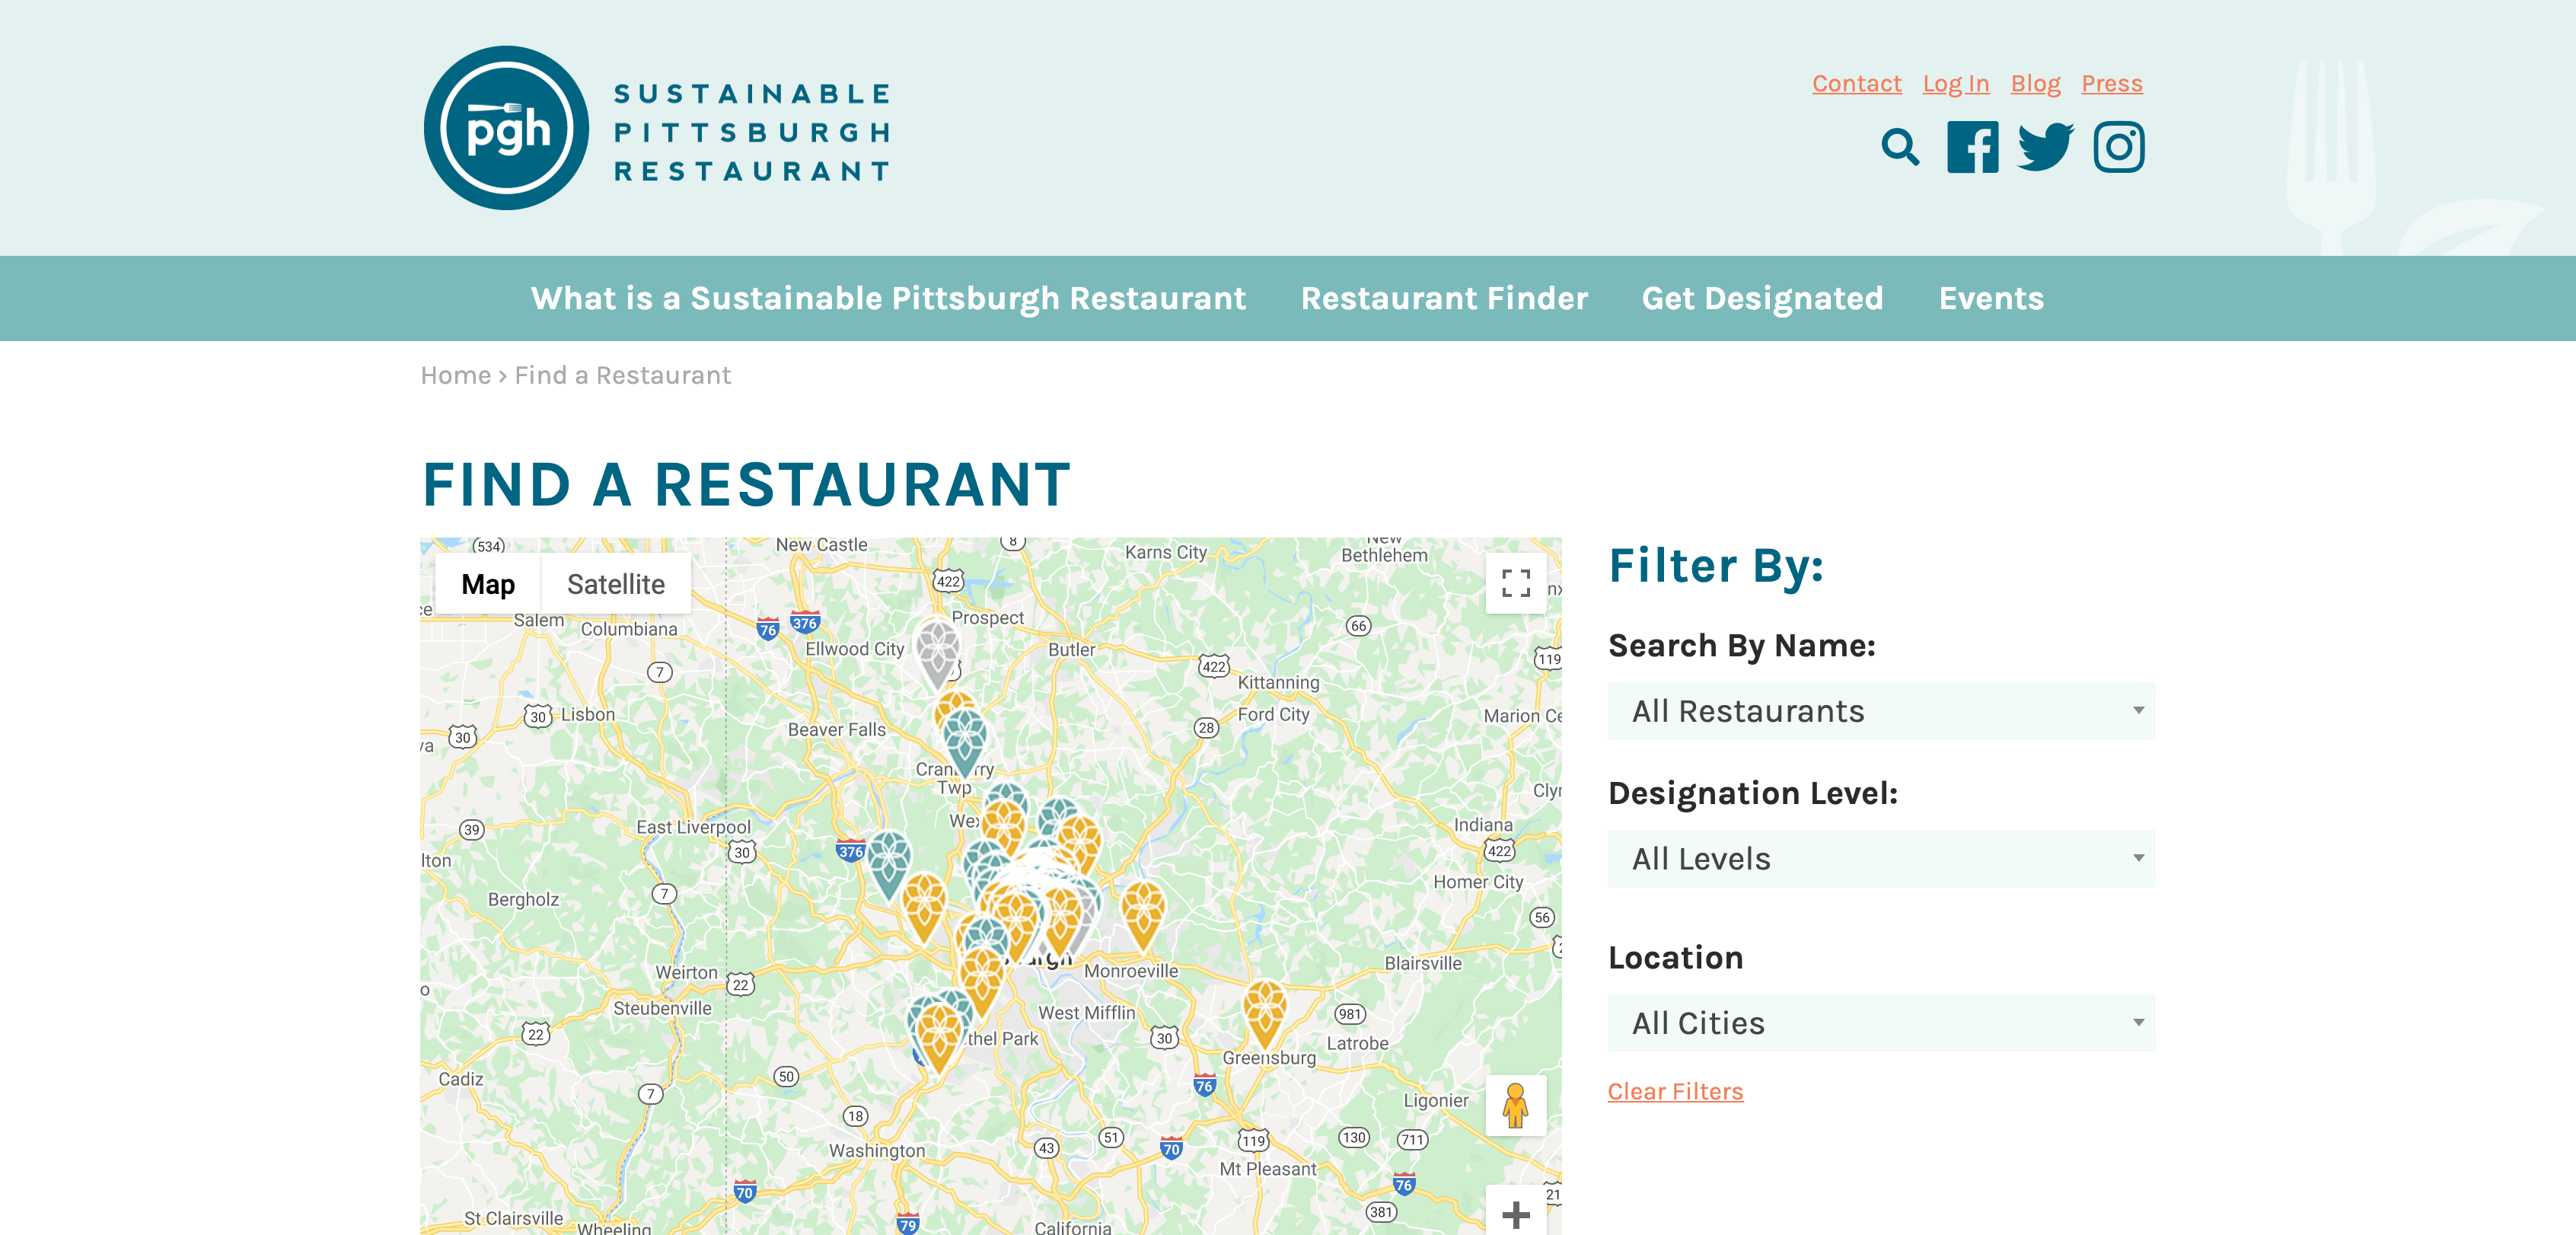 pgh
SUSTAINABLE
PITTSBURGH
RESTAURANT
Contact Log In Blog Press
What is a Sustainable Pittsburgh Restaurant Restaurant Finder Get Designated Events
Home › Find a Restaurant
FIND A RESTAURANT
Map Satellite
534
New Castle
8
Karns City
New
Bethlehem
422
Salem
Columbiana
76
376
Prospect
66
Ellwood City
Butler
422
119
7
Kittanning
30
Lisbon
Ford City
Marion Ce
30
Beaver Falls
28
Twp
Clyr
39
East Liverpool
30
376
Indiana
422
lton
Homer City
7
Bergholz
56
Weirton
22
Monroeville
Blairsville
Steubenville
22
West Mifflin
30
981
Latrobe
thel Park
Greensburg
Cadiz
50
76
7
18
Ligonier
Washington
43
51
70
119
130
711
Mt Pleasant
70
76
St Clairsville
Wheeling
79
California
381
21
Filter By:
Search By Name:
All Restaurants
Designation Level:
All Levels
Location
All Cities
Clear Filters